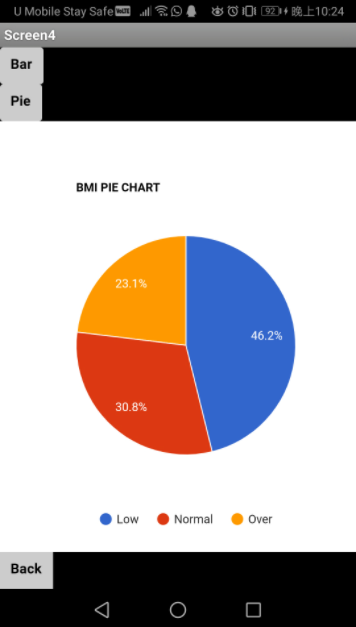 U Mobile Stay Safe VoLTE 92 晚上10:24
Screen4
Bar
Pie
BMI PIE CHART
23.1%
46.2%
30.8%
Low Normal Over
Back